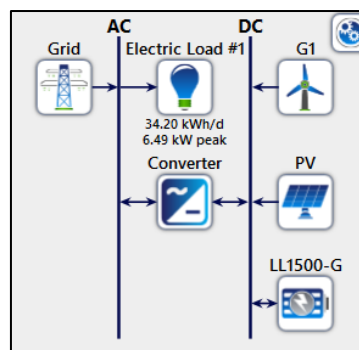 AC DC
Grid Electric Load #1 G1
34.20 kWh/d
6.49 kW peak
Converter PV
LL1500-G